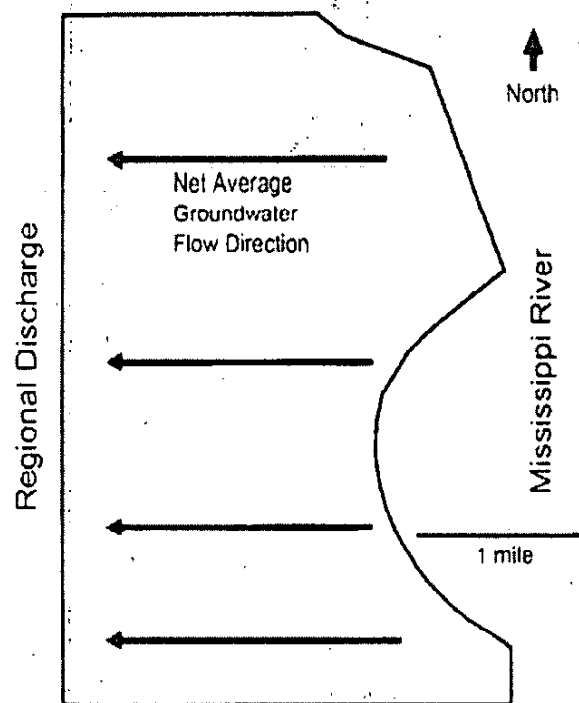 North
Net Average
Groundwater
Flow Direction
Regional Discharge
Mississippi River
1 mile